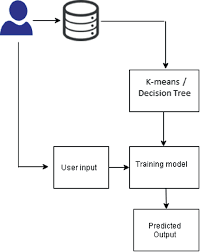 K-means /
Decision Tree
User input
Training model
Predicted
Output